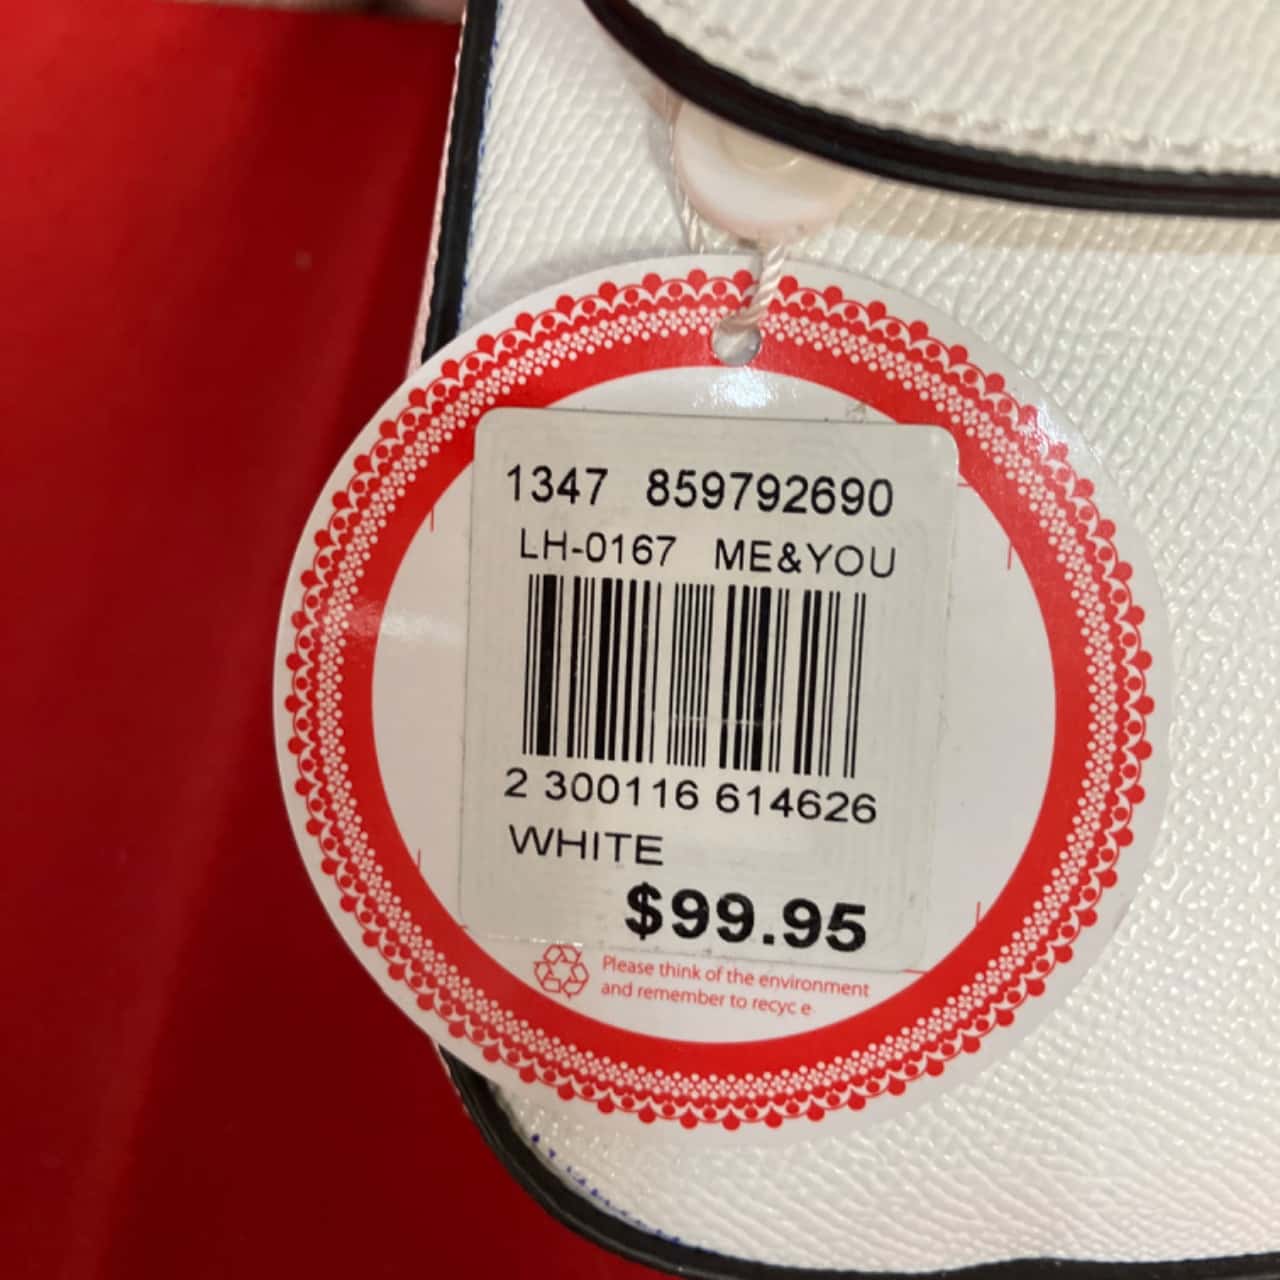 1347 859792690
LH-0167 ME&YOU
2 300116 614626
WHITE
$99.95
Please think of the environment
and remember to recyc e